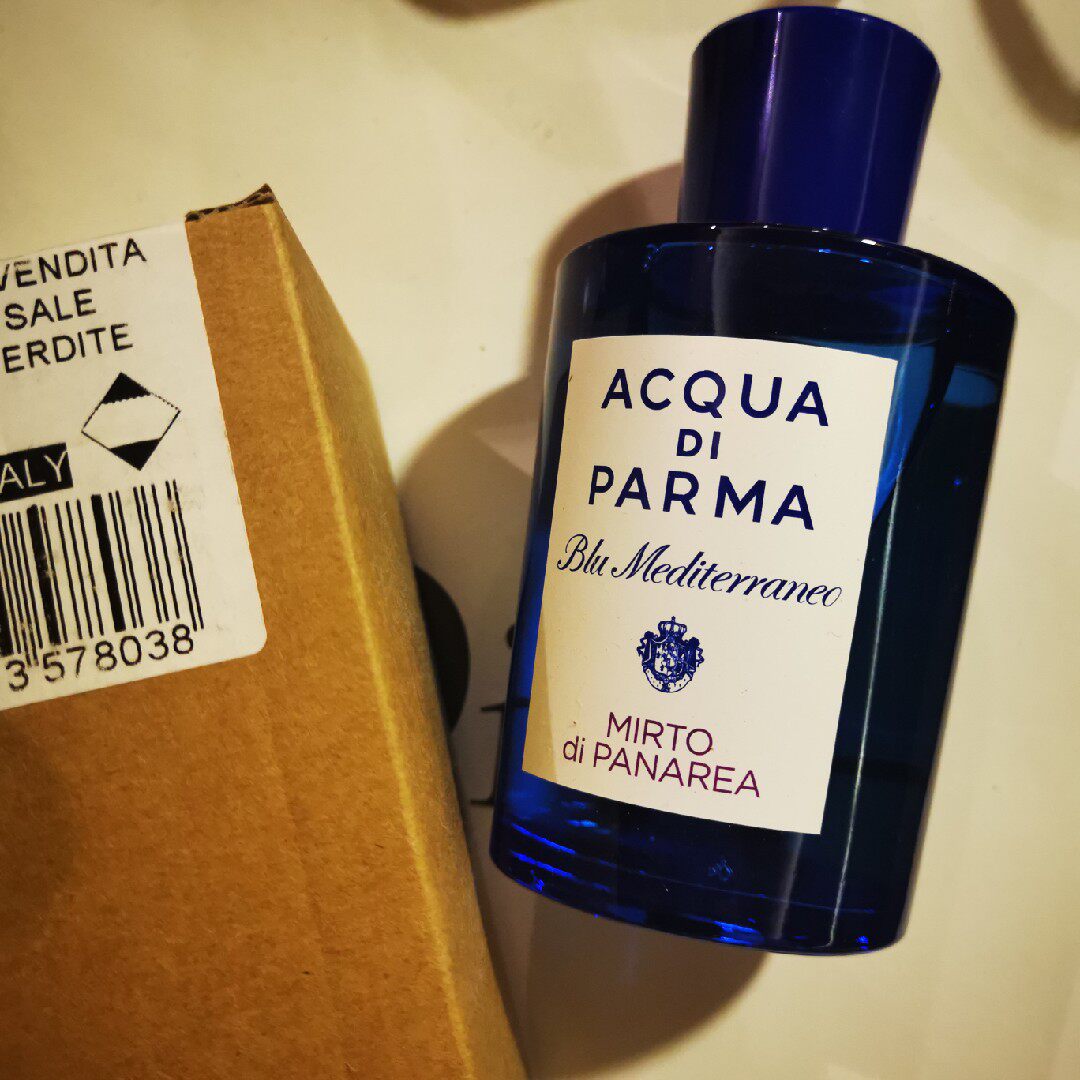 VENDITA
SALE
ERDITE
ALY
3 578038
ACQUA
DI
PARMA
Blu Mediterraneo
MIRTO
di PANAREA